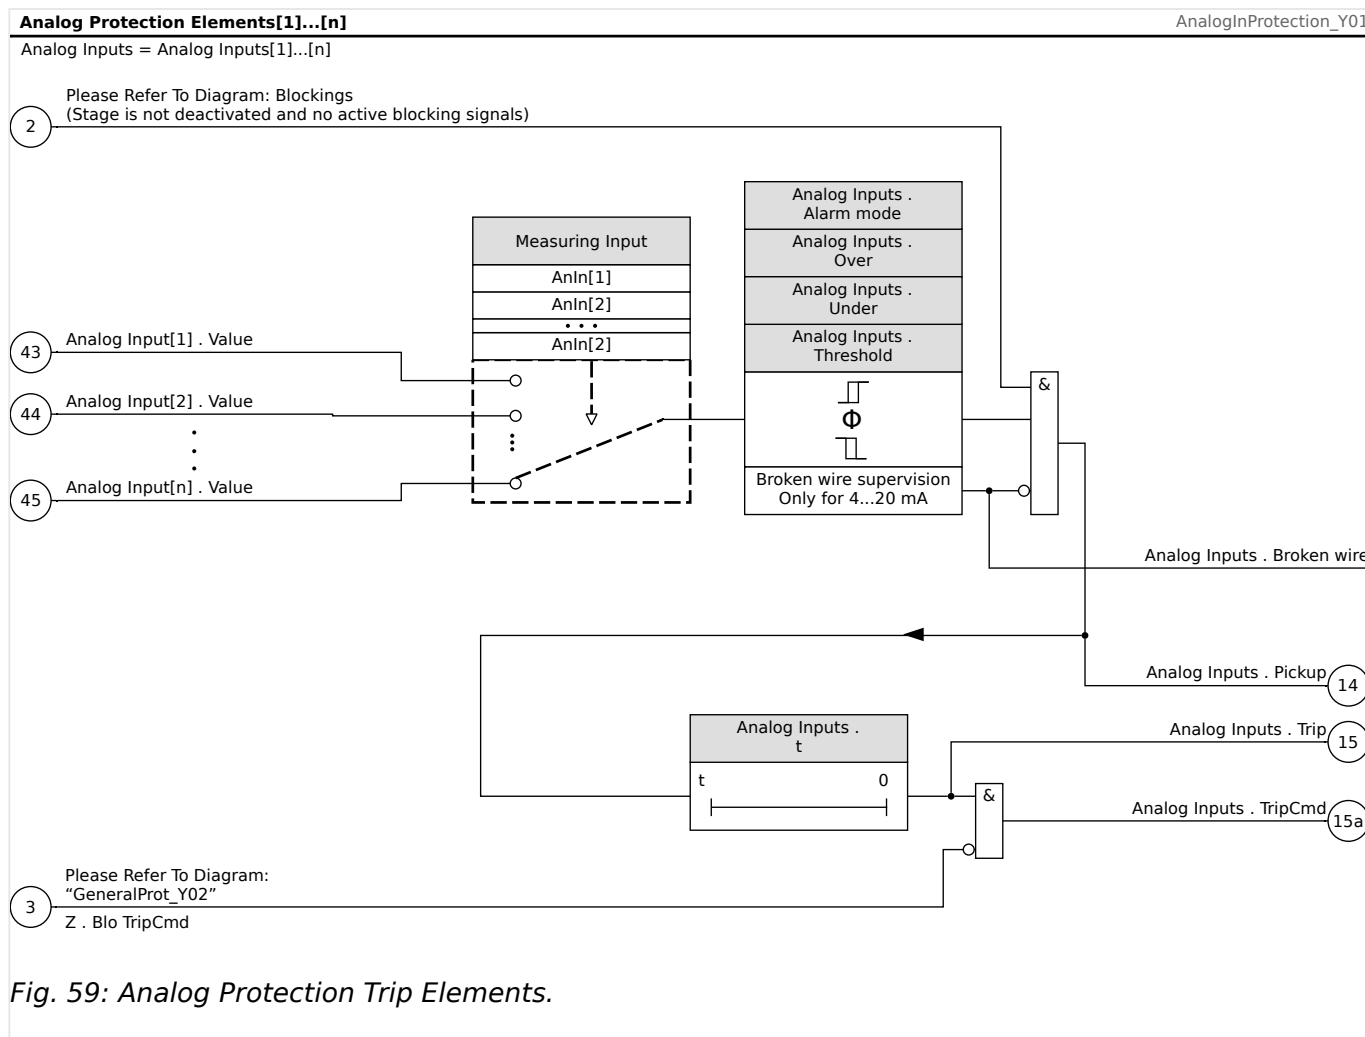 Analog Protection Elements[1]...[n]
AnalogInProtection_Y01
Analog Inputs = Analog Inputs[1]...[n]
Please Refer To Diagram: Blockings
(Stage is not deactivated and no active blocking signals)
2
Analog Inputs .
Alarm mode
Analog Inputs .
Over
Analog Inputs .
Under
Analog Inputs .
Threshold
Measuring Input
AnIn[1]
AnIn[2]
• • •
AnIn[2]
43
Analog Input[1] . Value
44
Analog Input[2] . Value
45
Analog Input[n] . Value
Φ
&
Broken wire supervision
Only for 4...20 mA
Analog Inputs . Broken wire
Analog Inputs . Pickup
14
Analog Inputs .
t
t
0
Analog Inputs . Trip
15
&
Analog Inputs . TripCmd
15a
Please Refer To Diagram:
“GeneralProt_Y02”
3
Z . Blo TripCmd
Fig. 59: Analog Protection Trip Elements.